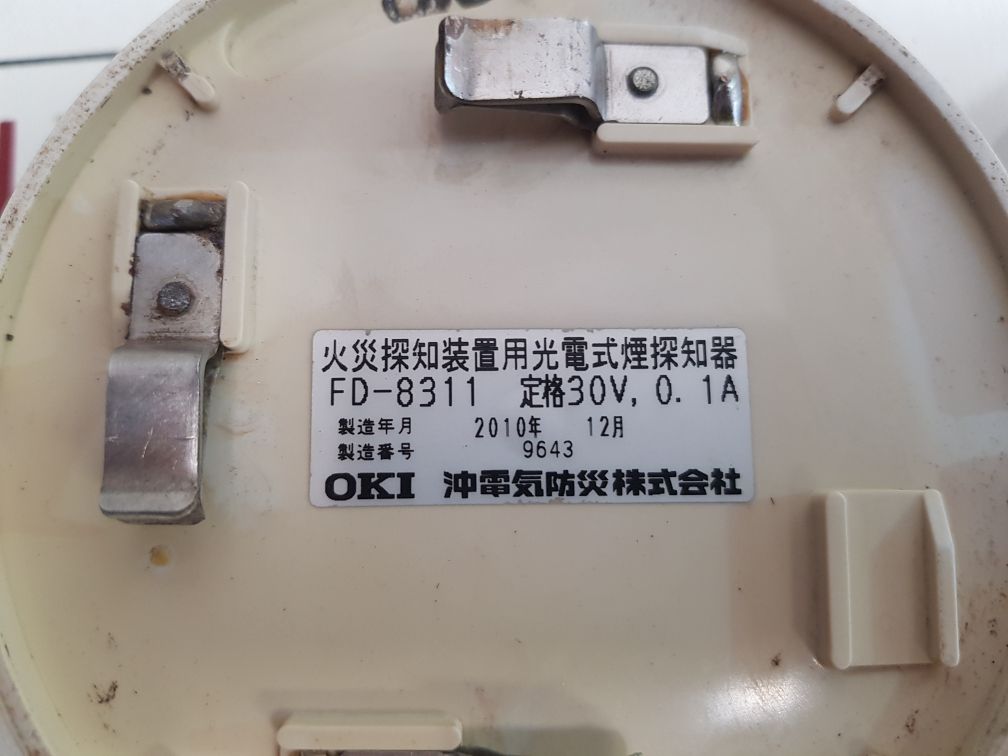 火災探知装置用光電式煙探知器
FD-8311 定格30V, 0.1A
製造年月 2010年 12月
製造番号 9643
OKI 沖電気防災株式会社